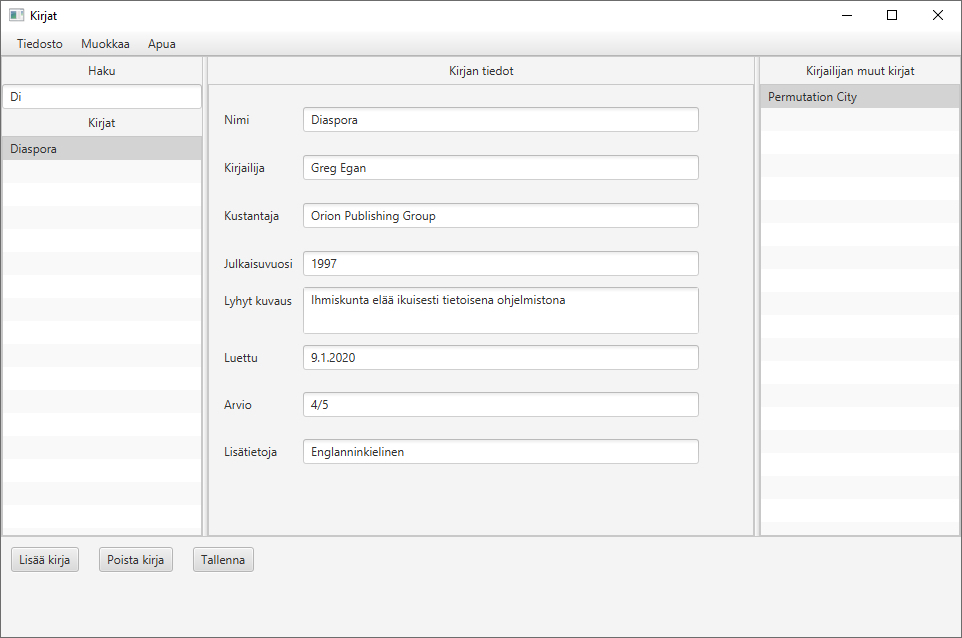 Kirjat
Tiedosto Muokkaa Apua
Haku
Di
Kirjat
Diaspora
Kirjan tiedot
Nimi Diaspora
Kirjailija Greg Egan
Kustantaja Orion Publishing Group
Julkaisuvuosi 1997
Lyhyt kuvaus Ihmiskunta elää ikuisesti tietoisena ohjelmistona
Luettu 9.1.2020
Arvio 4/5
Lisätietoja Englanninkielinen
Kirjailijan muut kirjat
Permutation City
Lisää kirja Poista kirja Tallenna